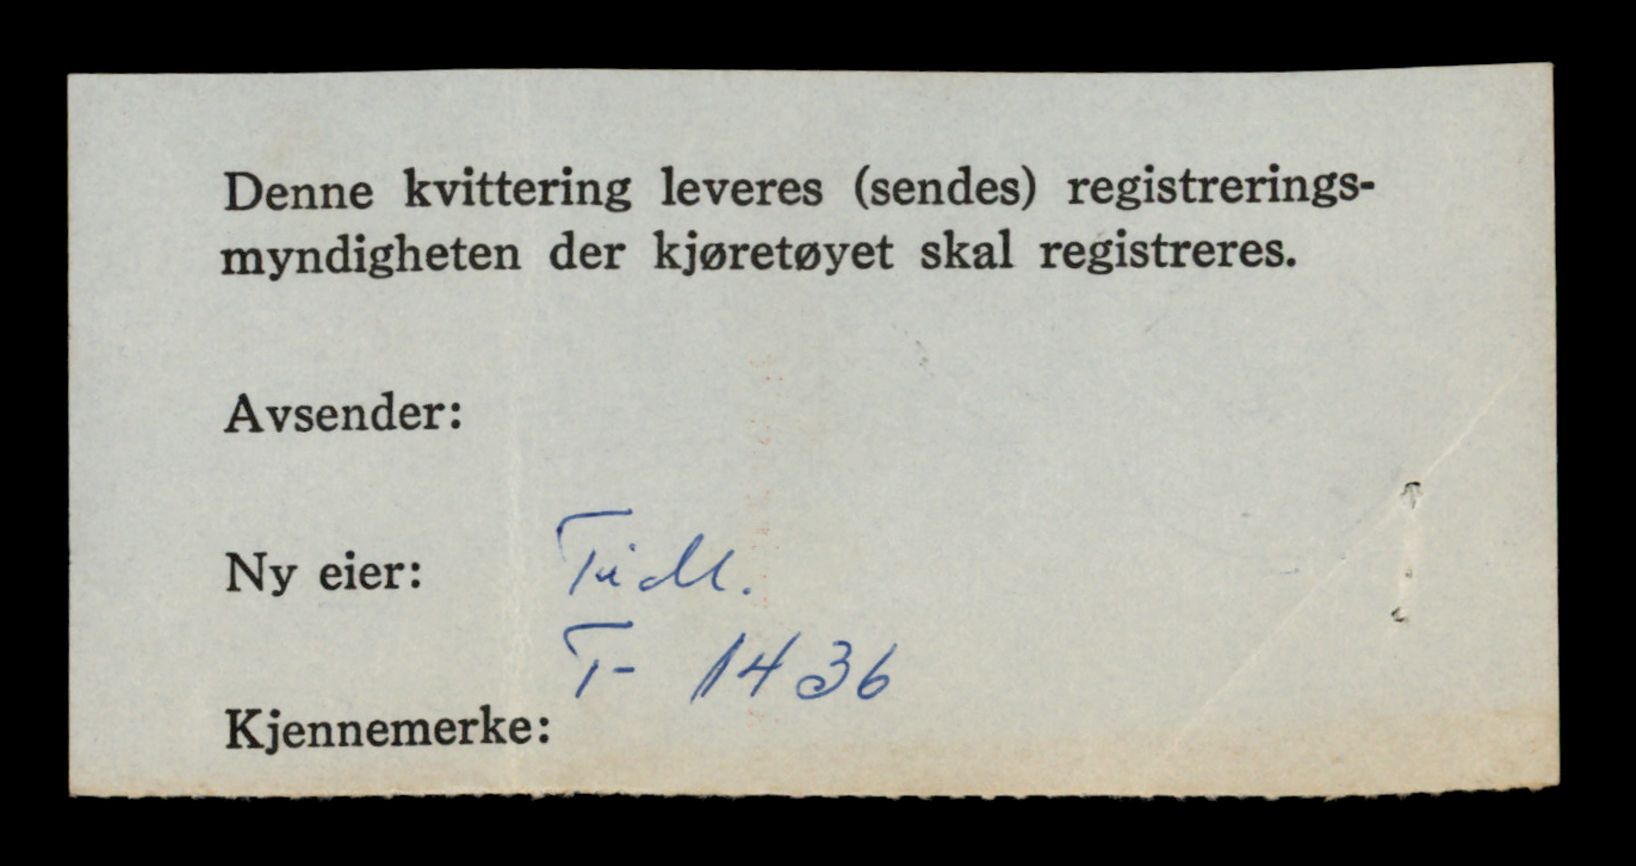 Denne kvittering leveres (sendes) registrerings-
myndigheten der kjøretøyet skal registreres.
Avsender:
Ny eier: Tidl.
T- 1436
Kjennemerke: